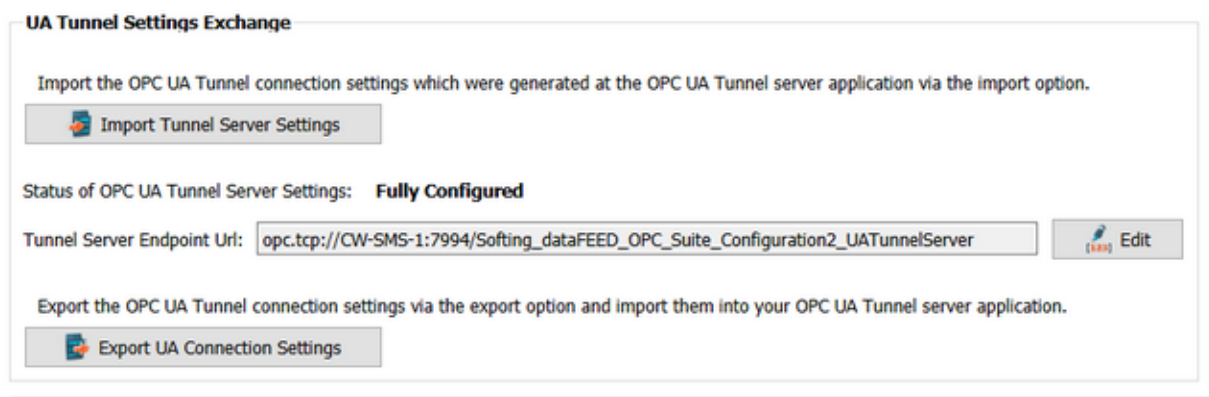 UA Tunnel Settings Exchange
Import the OPC UA Tunnel connection settings which were generated at the OPC UA Tunnel server application via the import option.
Import Tunnel Server Settings
Status of OPC UA Tunnel Server Settings: Fully Configured
Tunnel Server Endpoint Url: opc.tcp://CW-SMS-1:7994/Softing_dataFEED_OPC_Suite_Configuration2_UATunnelServer Edit
Export the OPC UA Tunnel connection settings via the export option and import them into your OPC UA Tunnel server application.
Export UA Connection Settings